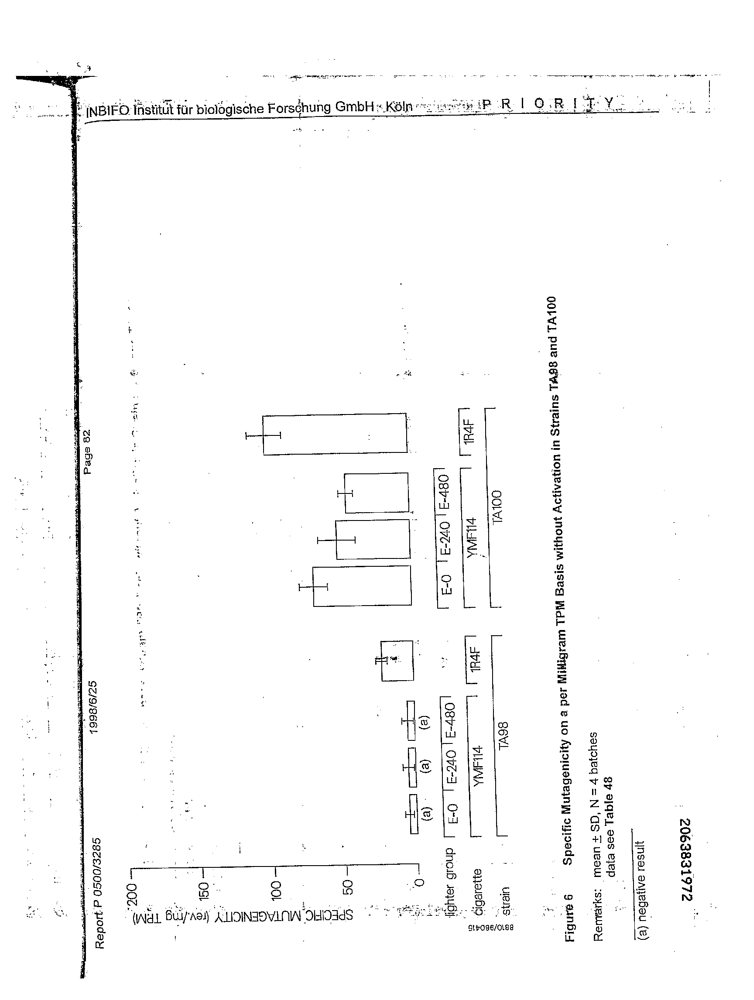 INBIFO Institut für biologische Forschung GmbH · Köln P R I O R I T Y
Report P 0500/3285 1998/6/25 Page 82
SPECIFIC MUTAGENICITY (rev./mg TPM)
200
150
100
50
0
(a) (a) (a)
lighter group E-0 E-240 E-480 E-0 E-240 E-480
cigarette YMF114 1R4F YMF114 1R4F
strain TA98 TA100
8810/980415
Figure 6 Specific Mutagenicity on a per Milligram TPM Basis without Activation in Strains TA98 and TA100
Remarks: mean ± SD, N = 4 batches
data see Table 48
(a) negative result
2063831972